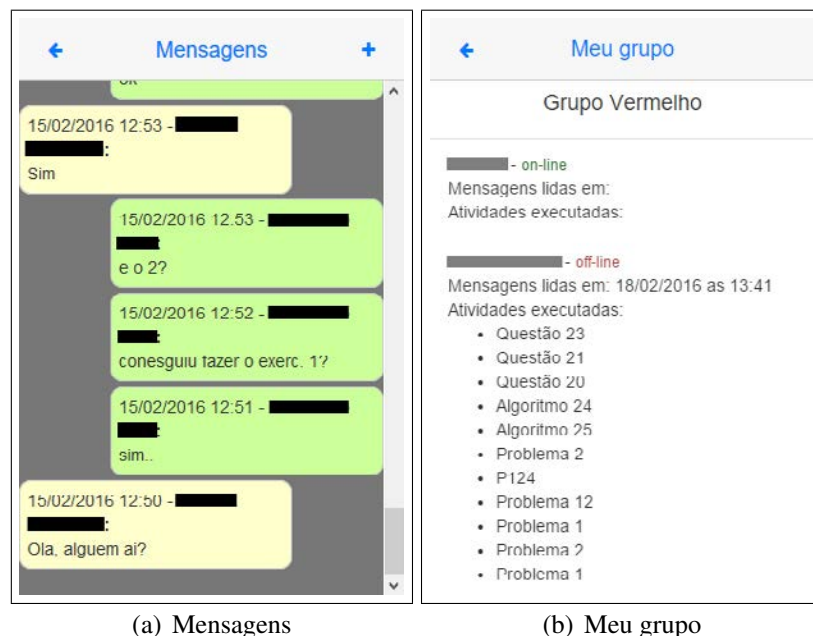 Mensagens
15/02/2016 12:53 -
:
Sim
15/02/2016 12.53 -
:
e o 2?
15/02/2016 12:52 -
:
conesguiu fazer o exerc. 1?
15/02/2016 12:51 -
:
sim..
15/02/2016 12:50 -
:
Ola, alguem ai?
(a) Mensagens
Meu grupo
Grupo Vermelho
- on-line
Mensagens lidas em:
Atividades executadas:
- off-line
Mensagens lidas em: 18/02/2016 as 13:41
Atividades executadas:
• Questão 23
• Questão 21
• Questão 20
• Algoritmo 24
• Algoritmo 25
• Problema 2
• P124
• Problema 12
• Problema 1
• Problema 2
• Problema 1
(b) Meu grupo